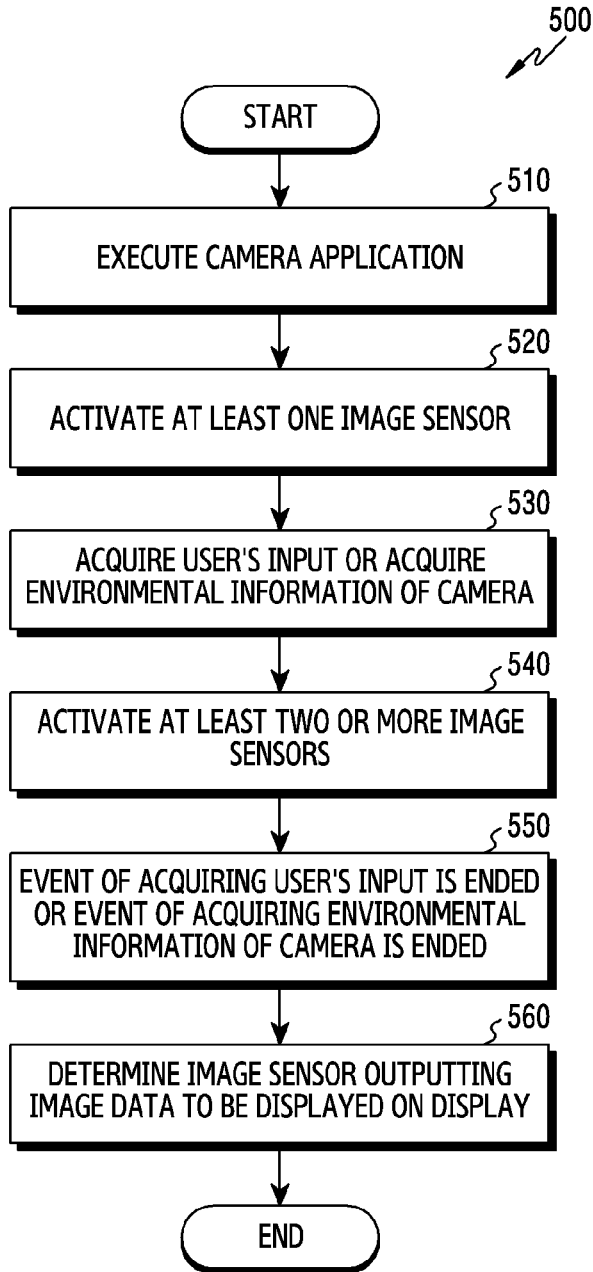 500
START
510
EXECUTE CAMERA APPLICATION
520
ACTIVATE AT LEAST ONE IMAGE SENSOR
530
ACQUIRE USER'S INPUT OR ACQUIRE
ENVIRONMENTAL INFORMATION OF CAMERA
540
ACTIVATE AT LEAST TWO OR MORE IMAGE
SENSORS
550
EVENT OF ACQUIRING USER'S INPUT IS ENDED
OR EVENT OF ACQUIRING ENVIRONMENTAL
INFORMATION OF CAMERA IS ENDED
560
DETERMINE IMAGE SENSOR OUTPUTTING
IMAGE DATA TO BE DISPLAYED ON DISPLAY
END